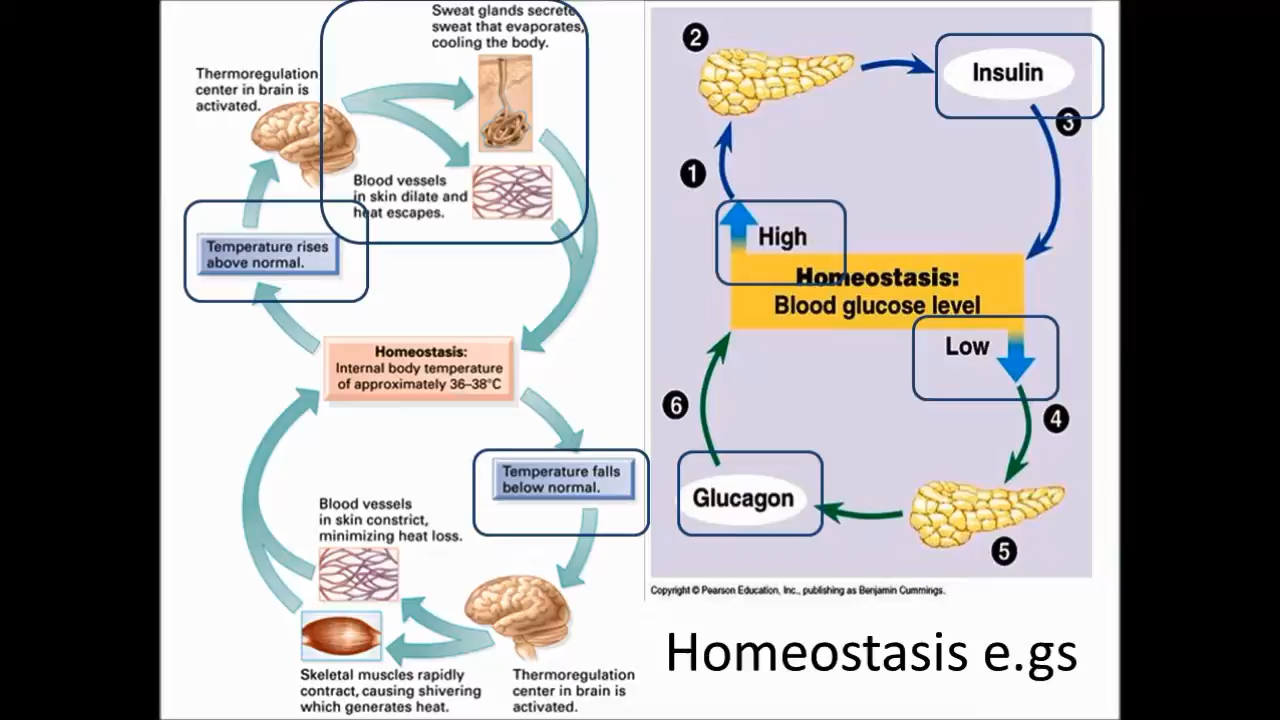 Sweat glands secrete
sweat that evaporates,
cooling the body.
Thermoregulation
center in brain is
activated.
Blood vessels
in skin dilate and
heat escapes.
Temperature rises
above normal.
Homeostasis:
Internal body temperature
of approximately 36–38°C
Temperature falls
below normal.
Blood vessels
in skin constrict,
minimizing heat loss.
Skeletal muscles rapidly
contract, causing shivering
which generates heat.
Thermoregulation
center in brain is
activated.
2
Insulin
3
1
High
Homeostasis:
Blood glucose level
Low
4
6
Glucagon
5
Copyright © Pearson Education, Inc., publishing as Benjamin Cummings.
Homeostasis e.gs